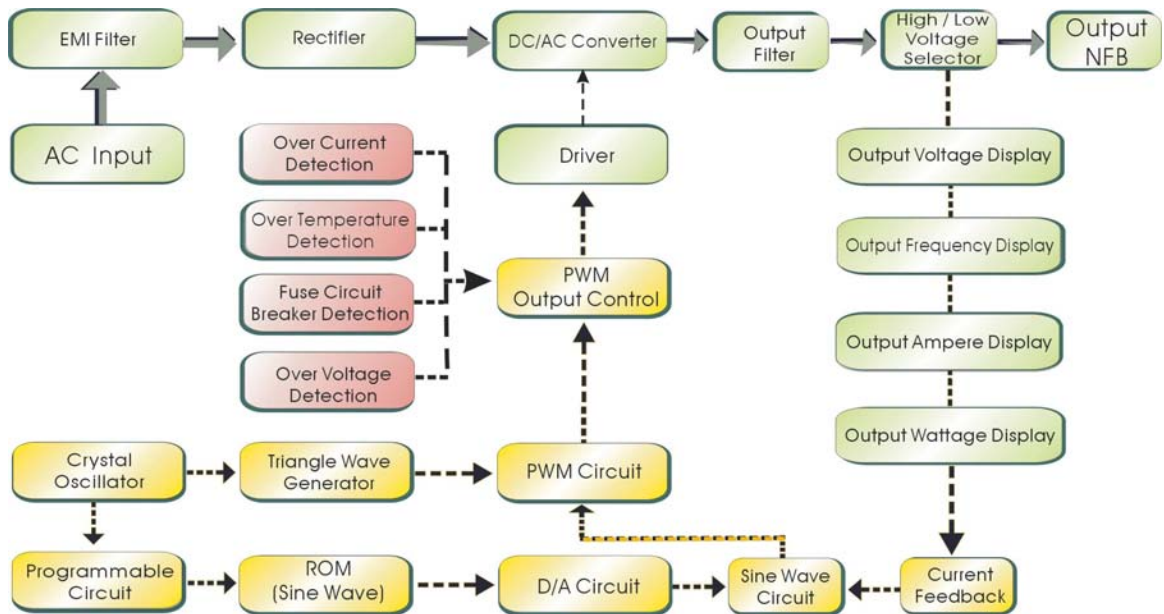 EMI Filter
Rectifier
DC/AC Converter
Output
Filter
High / Low
Voltage
Selector
Output
NFB
AC Input
Over Current
Detection
Driver
Output Voltage Display
Over Temperature
Detection
Output Frequency Display
Fuse Circuit
Breaker Detection
PWM
Output Control
Output Ampere Display
Over Voltage
Detection
Output Wattage Display
Crystal
Oscillator
Triangle Wave
Generator
PWM Circuit
Programmable
Circuit
ROM
(Sine Wave)
D/A Circuit
Sine Wave
Circuit
Current
Feedback